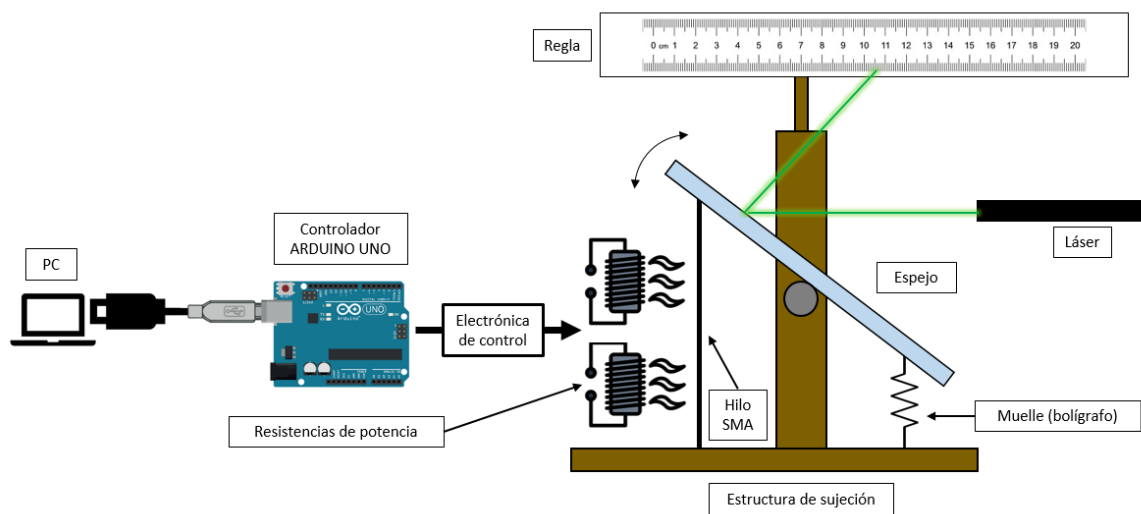 Regla
0 cm 1 2 3 4 5 6 7 8 9 10 11 12 13 14 15 16 17 18 19 20
Láser
Espejo
Controlador
ARDUINO UNO
PC
UNO
Electrónica
de control
Hilo
SMA
Muelle (bolígrafo)
Resistencias de potencia
Estructura de sujeción